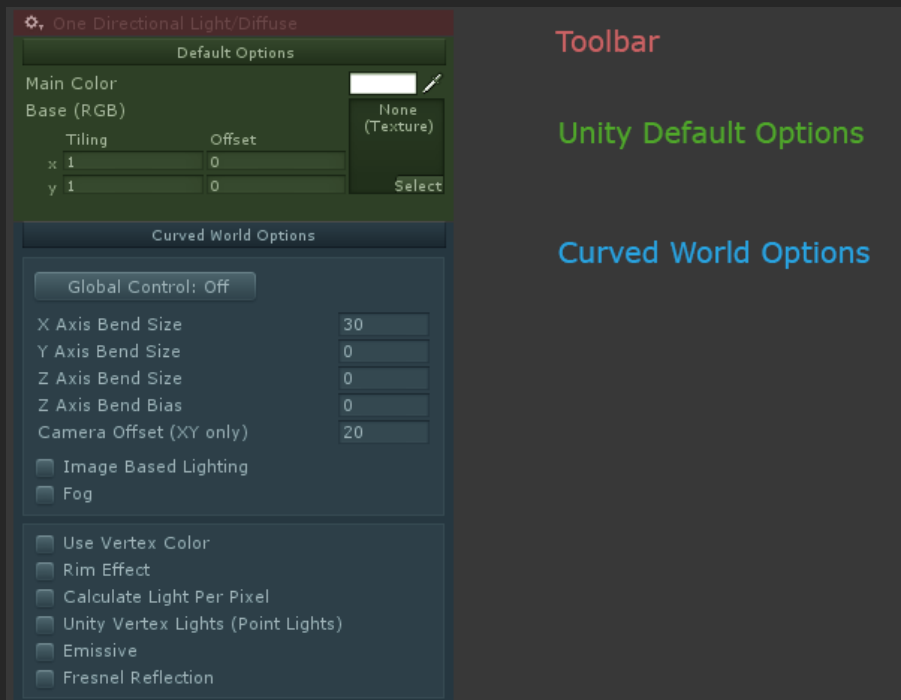 One Directional Light/Diffuse
Toolbar
Default Options
Main Color
Unity Default Options
Base (RGB)
None
(Texture)
Tiling Offset
x 1 0
y 1 0
Select
Curved World Options
Curved World Options
Global Control: Off
X Axis Bend Size 30
Y Axis Bend Size 0
Z Axis Bend Size 0
Z Axis Bend Bias 0
Camera Offset (XY only) 20
Image Based Lighting
Fog
Use Vertex Color
Rim Effect
Calculate Light Per Pixel
Unity Vertex Lights (Point Lights)
Emissive
Fresnel Reflection